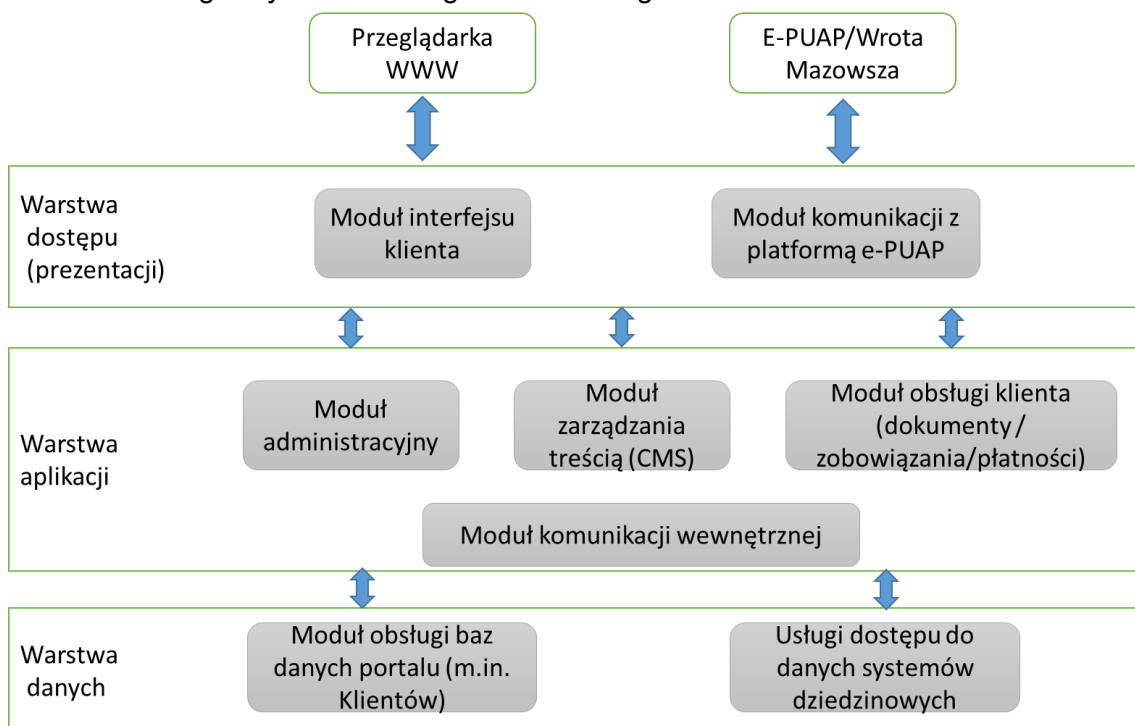 Przeglądarka
WWW
E-PUAP/Wrota
Mazowsza
Warstwa
dostępu
(prezentacji)
Moduł interfejsu
klienta
Moduł komunikacji z
platformą e-PUAP
Warstwa
aplikacji
Moduł
administracyjny
Moduł
zarządzania
treścią (CMS)
Moduł obsługi klienta
(dokumenty /
zobowiązania/płatności)
Moduł komunikacji wewnętrznej
Warstwa
danych
Moduł obsługi baz
danych portalu (m.in.
Klientów)
Usługi dostępu do
danych systemów
dziedzinowych